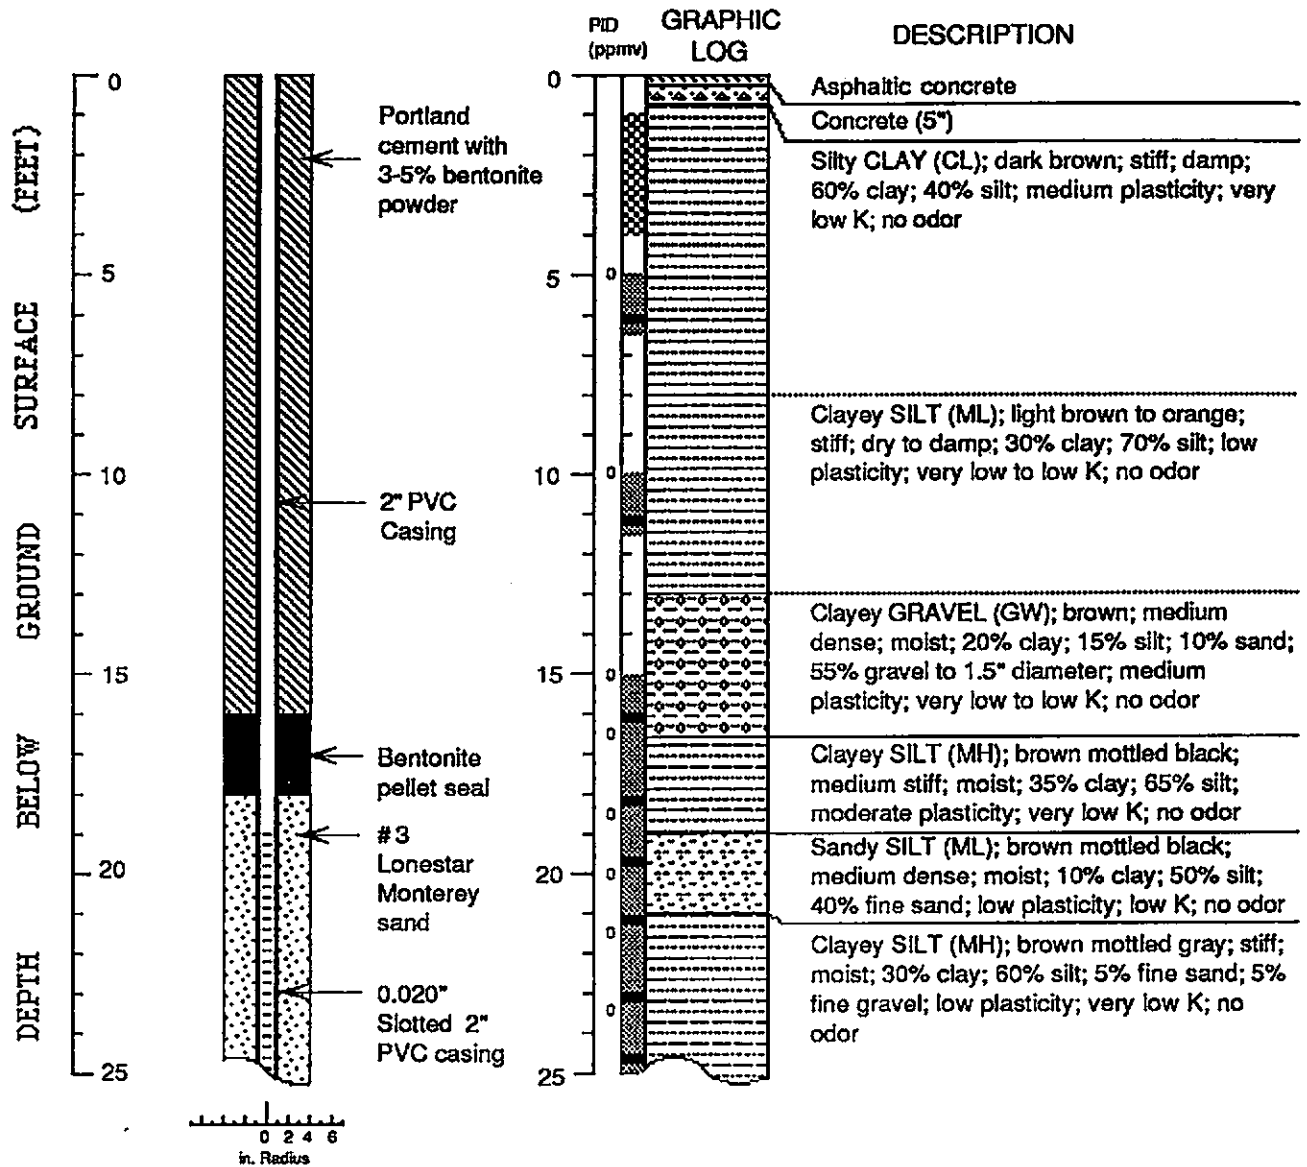 PID
(ppmv)
GRAPHIC
LOG
DESCRIPTION
DEPTH BELOW GROUND SURFACE (FEET)
0
5
10
15
20
25
Portland
cement with
3-5% bentonite
powder
2" PVC
Casing
Bentonite
pellet seal
#3
Lonestar
Monterey
sand
0.020"
Slotted 2"
PVC casing
0 2 4 6
in. Radius
0
5
10
15
20
25
0
0
0
0
0
0
0
0
Asphaltic concrete
Concrete (5")
Silty CLAY (CL); dark brown; stiff; damp;
60% clay; 40% silt; medium plasticity; very
low K; no odor
Clayey SILT (ML); light brown to orange;
stiff; dry to damp; 30% clay; 70% silt; low
plasticity; very low to low K; no odor
Clayey GRAVEL (GW); brown; medium
dense; moist; 20% clay; 15% silt; 10% sand;
55% gravel to 1.5" diameter; medium
plasticity; very low to low K; no odor
Clayey SILT (MH); brown mottled black;
medium stiff; moist; 35% clay; 65% silt;
moderate plasticity; very low K; no odor
Sandy SILT (ML); brown mottled black;
medium dense; moist; 10% clay; 50% silt;
40% fine sand; low plasticity; low K; no odor
Clayey SILT (MH); brown mottled gray; stiff;
moist; 30% clay; 60% silt; 5% fine sand; 5%
fine gravel; low plasticity; very low K; no
odor